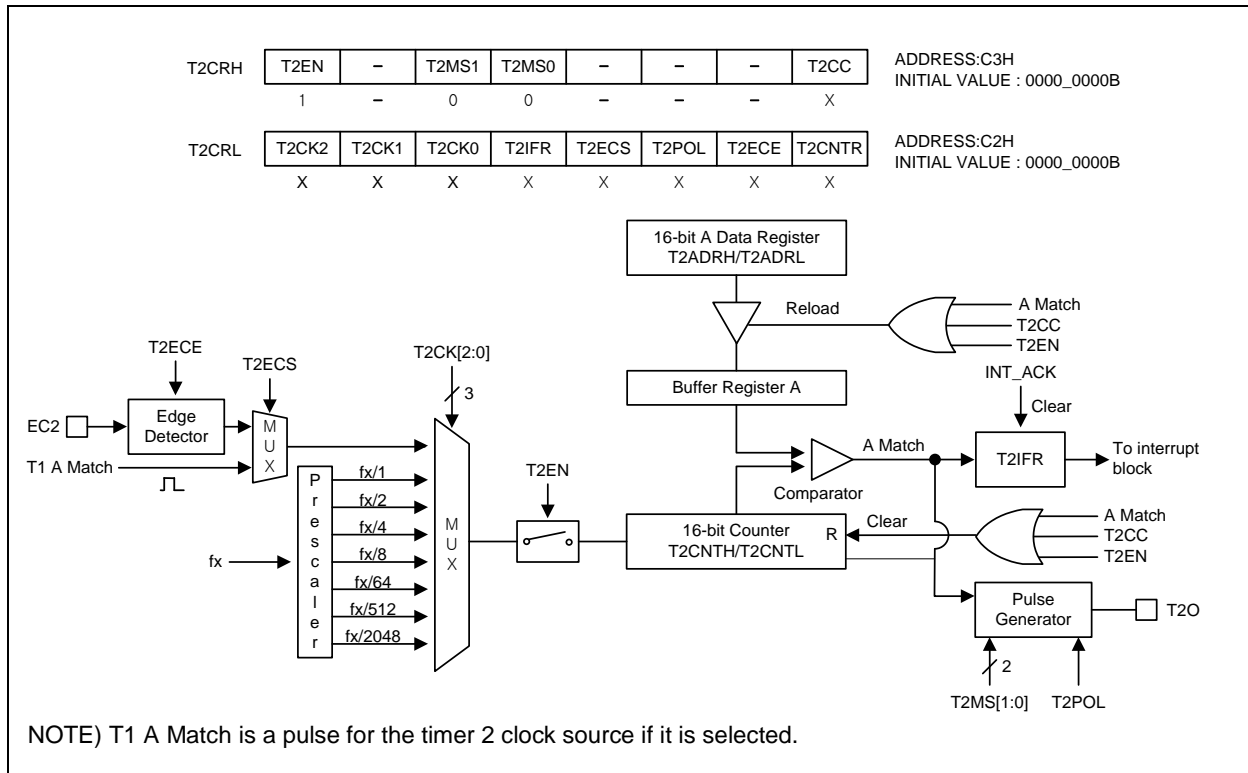 T2CRH T2EN – T2MS1 T2MS0 – – – T2CC ADDRESS:C3H
INITIAL VALUE : 0000_0000B
1 – 0 0 – – – X
T2CRL T2CK2 T2CK1 T2CK0 T2IFR T2ECS T2POL T2ECE T2CNTR ADDRESS:C2H
INITIAL VALUE : 0000_0000B
X X X X X X X X
16-bit A Data Register
T2ADRH/T2ADRL
Reload
A Match
T2CC
T2EN
T2ECE
T2ECS
T2CK[2:0]
3
Buffer Register A
INT_ACK
Clear
EC2
Edge
Detector
MUX
T1 A Match
Prescaler
fx
fx/1
fx/2
fx/4
fx/8
fx/64
fx/512
fx/2048
MUX
T2EN
Comparator
A Match
T2IFR
To interrupt
block
16-bit Counter
T2CNTH/T2CNTL
R
Clear
A Match
T2CC
T2EN
Pulse
Generator
T2O
2
T2MS[1:0]
T2POL
NOTE) T1 A Match is a pulse for the timer 2 clock source if it is selected.